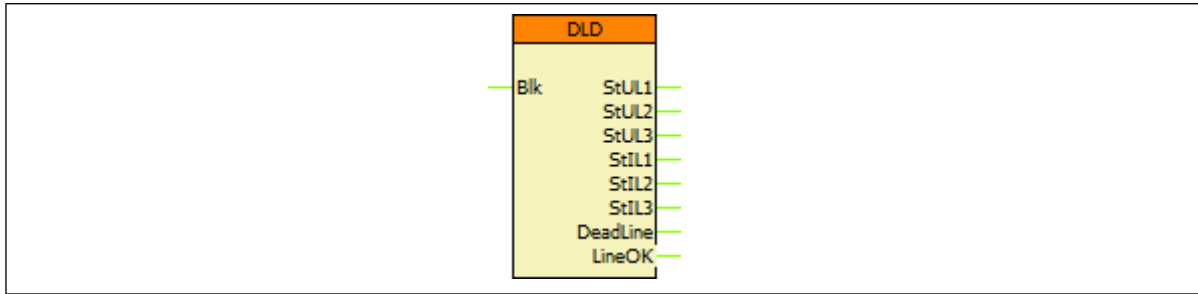 DLD
Blk StUL1
StUL2
StUL3
StIL1
StIL2
StIL3
DeadLine
LineOK